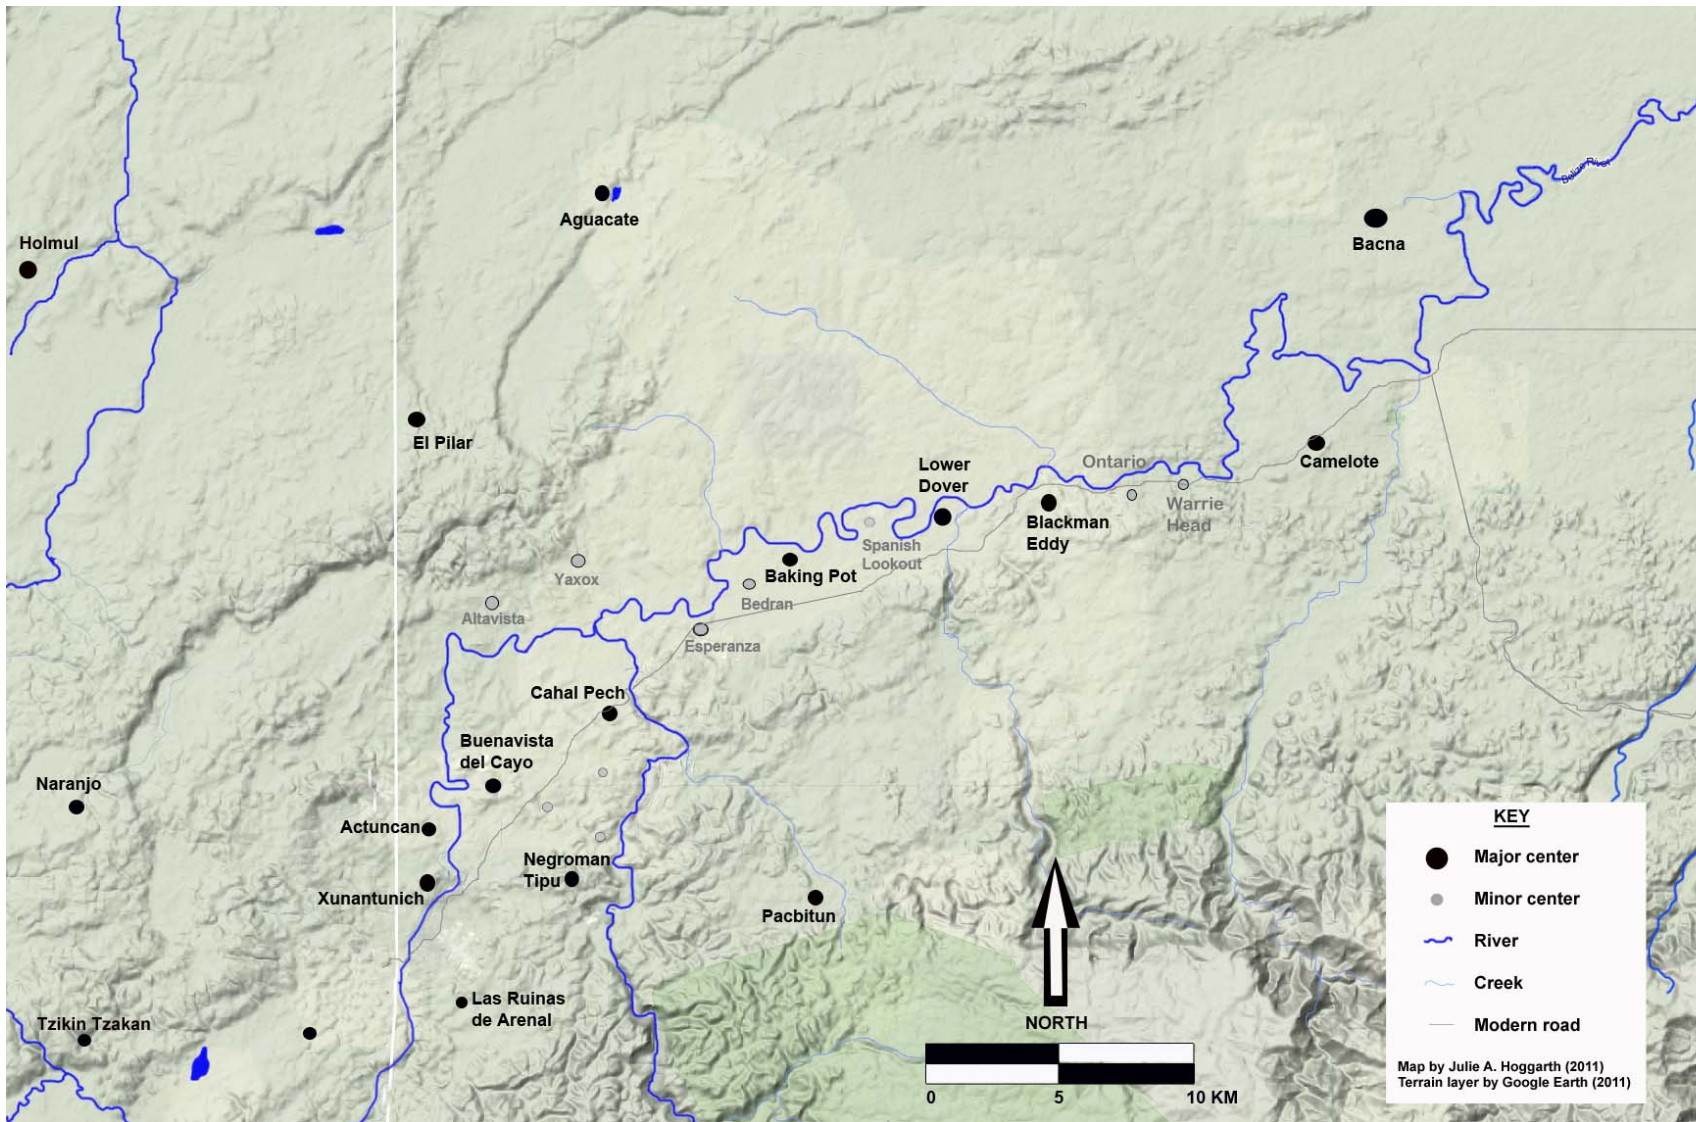 Belize River
Aguacate
Holmul
Bacna
El Pilar
Lower
Dover
Ontario
Camelote
Blackman
Eddy
Warrie
Head
Spanish
Lookout
Baking Pot
Yaxox
Bedran
Altavista
Esperanza
Cahal Pech
Buenavista
del Cayo
Naranjo
Actuncan
Negroman
Tipu
Xunantunich
Pacbitun
Las Ruinas
de Arenal
Tzikin Tzakan
NORTH
0 5 10 KM
KEY
Major center
Minor center
River
Creek
Modern road
Map by Julie A. Hoggarth (2011)
Terrain layer by Google Earth (2011)